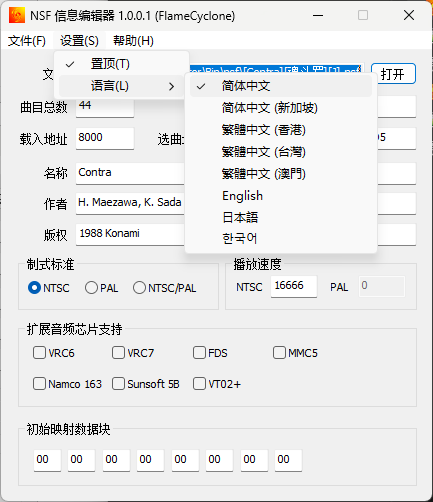 NSF 信息编辑器 1.0.0.1 (FlameCyclone)
文件(F) 设置(S) 帮助(H)
置顶(T)
语言(L)
打开
简体中文
简体中文 (新加坡)
繁體中文 (香港)
繁體中文 (台灣)
繁體中文 (澳門)
English
日本語
한국어
曲目总数 44
载入地址 8000
名称 Contra
作者 H. Maezawa, K. Sada
版权 1988 Konami
制式标准
NTSC PAL NTSC/PAL
播放速度
NTSC 16666 PAL 0
扩展音频芯片支持
VRC6 VRC7 FDS MMC5
Namco 163 Sunsoft 5B VT02+
初始映射数据块
00 00 00 00 00 00 00 00